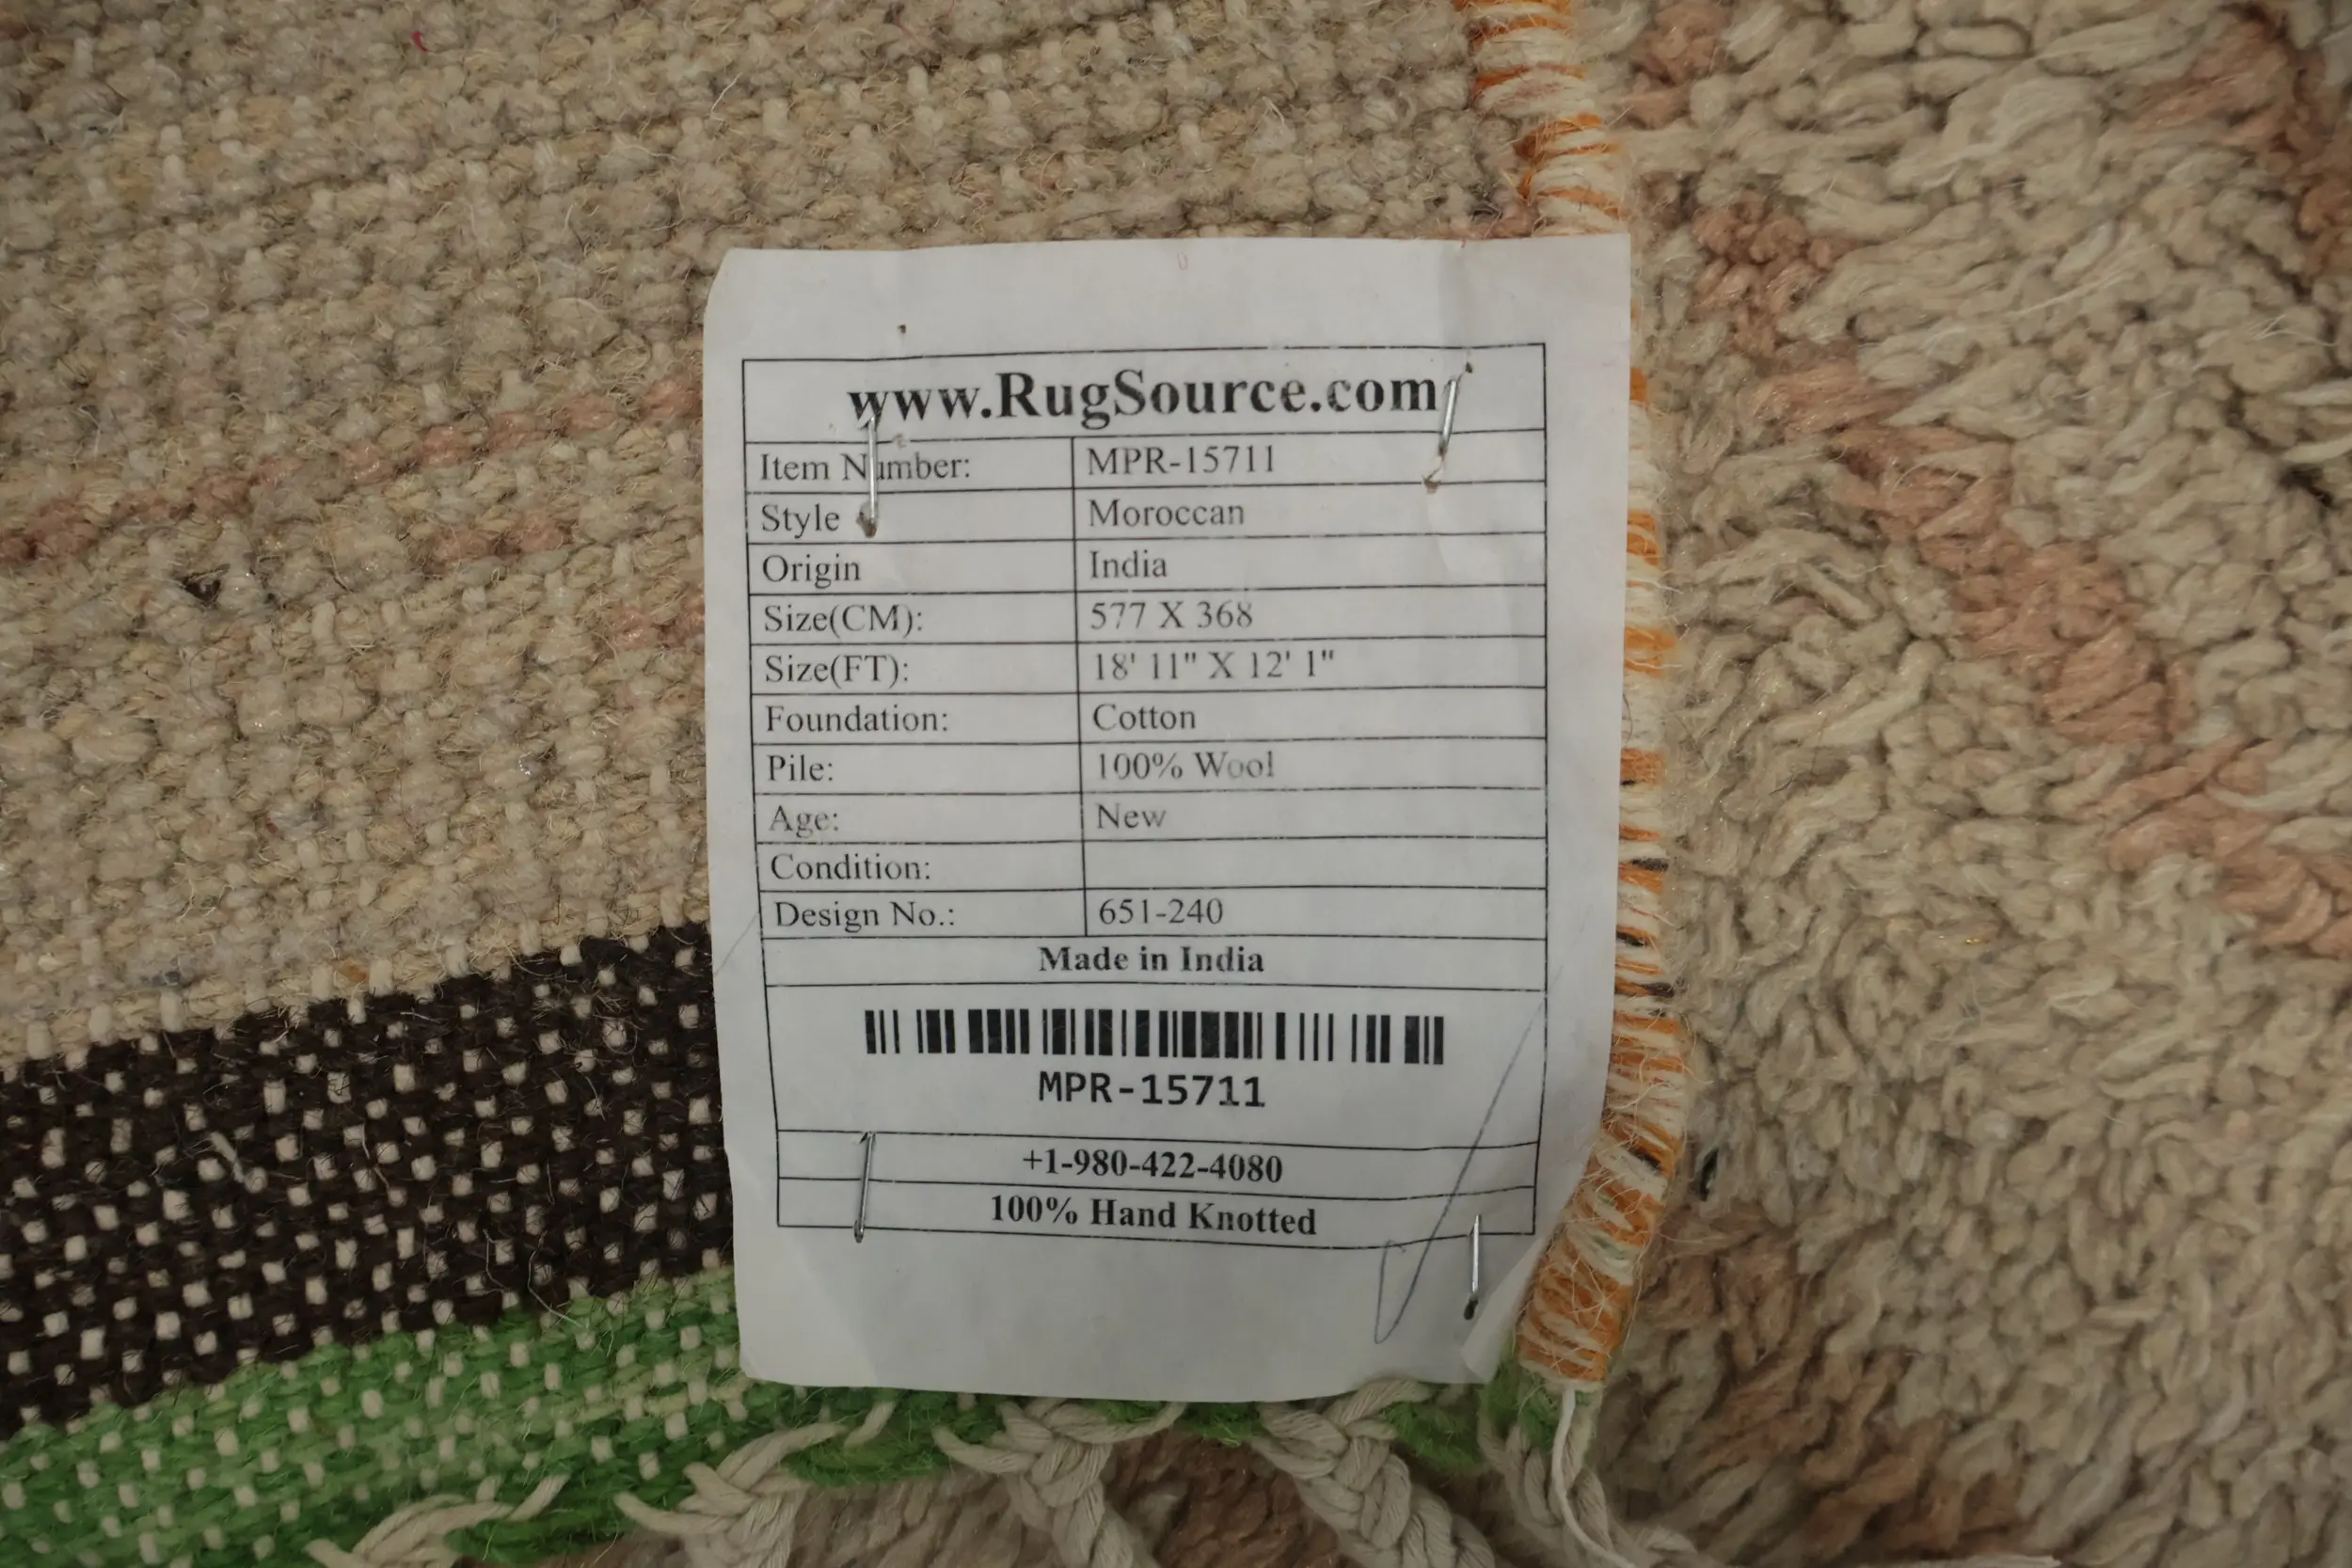 www.RugSource.com
Item Number: MPR-15711
Style Moroccan
Origin India
Size(CM): 577 X 368
Size(FT): 18' 11" X 12' 1"
Foundation: Cotton
Pile: 100% Wool
Age: New
Condition:
Design No.: 651-240
Made in India
MPR-15711
+1-980-422-4080
100% Hand Knotted